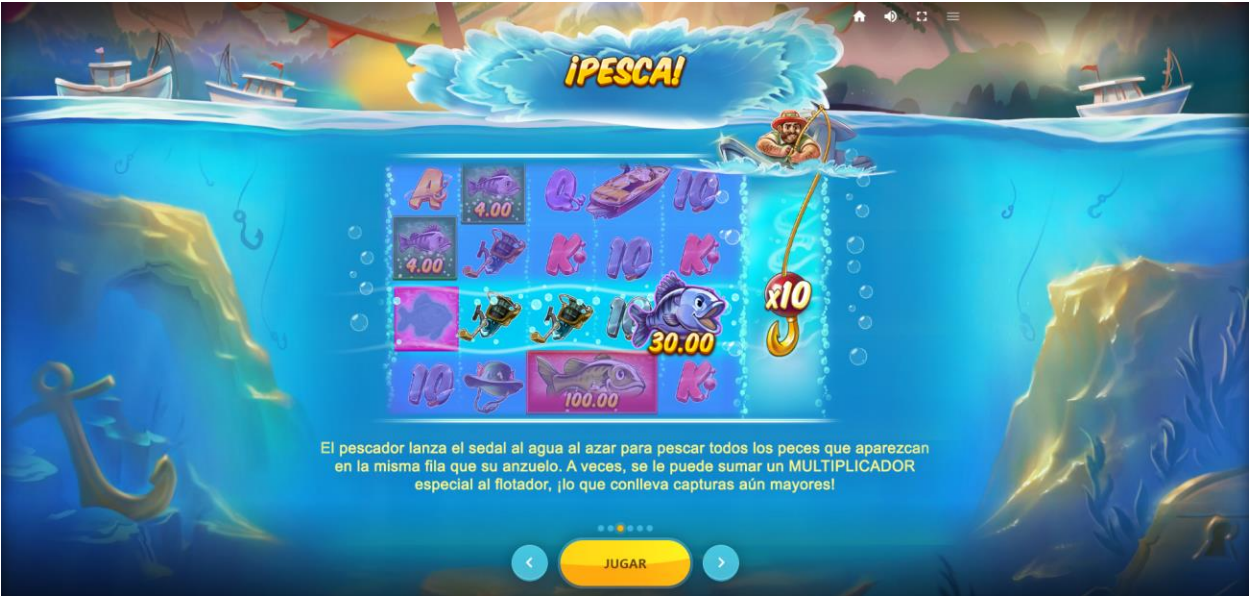 ¡PESCA!
A 4.00 Q 10
4.00 K 10 K
x10
10 30.00
10 100.00 K
El pescador lanza el sedal al agua al azar para pescar todos los peces que aparezcan
en la misma fila que su anzuelo. A veces, se le puede sumar un MULTIPLICADOR
especial al flotador, ¡lo que conlleva capturas aún mayores!
JUGAR